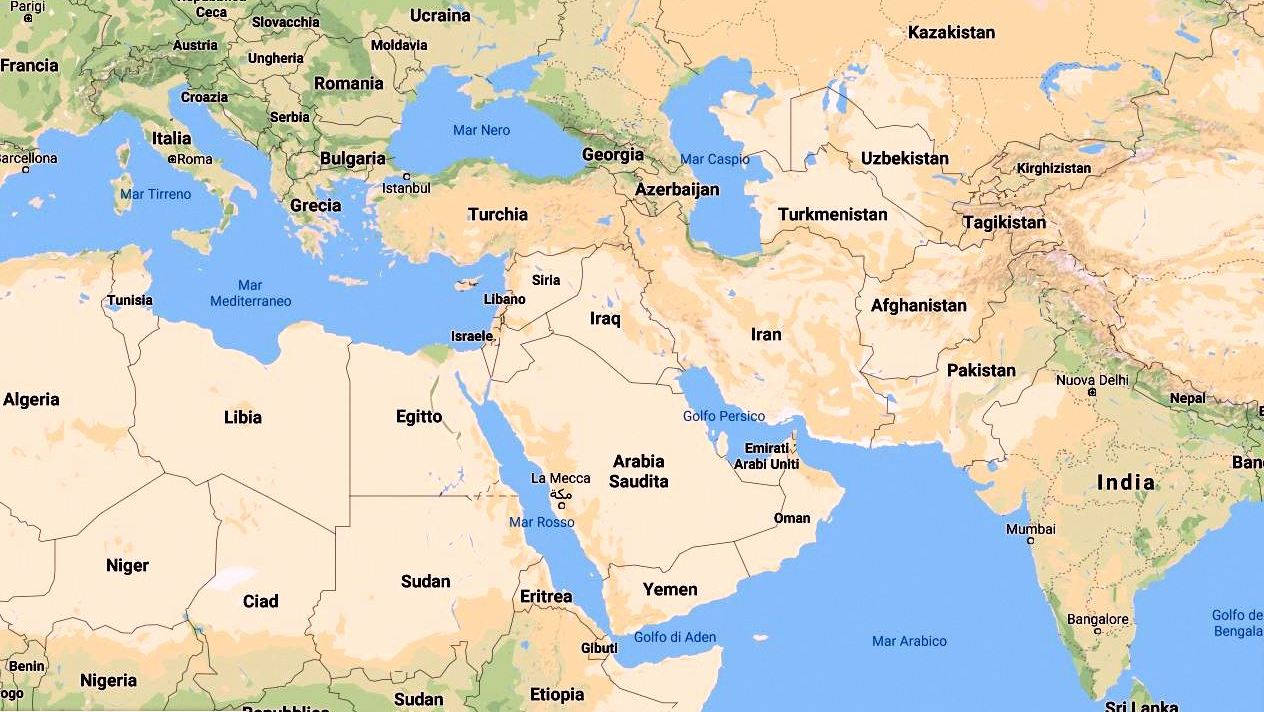 Parigi
Ceca
Slovacchia
Ucraina
Kazakistan
Francia
Austria
Ungheria
Moldavia
Romania
Croazia
Serbia
Italia
Roma
Mar Nero
Bulgaria
Georgia
Mar Caspio
Uzbekistan
Kirghizistan
arcellona
Mar Tirreno
Istanbul
Grecia
Azerbaijan
Turchia
Turkmenistan
Tagikistan
Mar
Mediterraneo
Tunisia
Siria
Libano
Israele
Iraq
Iran
Afghanistan
Pakistan
Nuova Delhi
Nepal
Algeria
Libia
Egitto
Golfo Persico
Emirati
Arabi Uniti
Arabia
Saudita
La Mecca
مكة
Mar Rosso
Oman
India
Ban
Mumbai
Niger
Ciad
Sudan
Eritrea
Yemen
Golfo di Aden
Gibuti
Mar Arabico
Bangalore
Golfo de
Bengala
Benin
ogo
Nigeria
Sudan
Etiopia
Sri Lanka